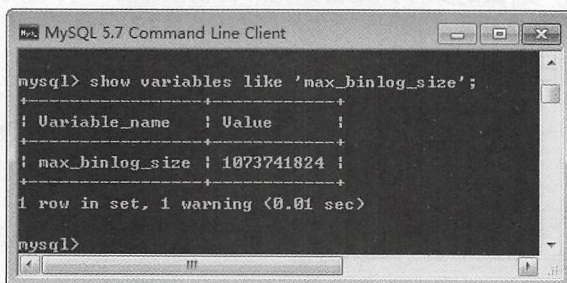 MySQL 5.7 Command Line Client
mysql> show variables like 'max_binlog_size';
+-----------------+------------+
| Variable_name   | Value      |
+-----------------+------------+
| max_binlog_size | 1073741824 |
+-----------------+------------+
1 row in set, 1 warning (0.01 sec)
mysql>